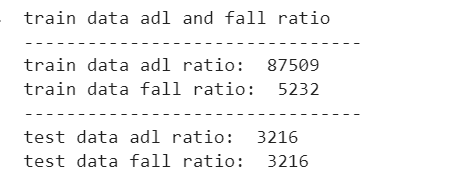 train data adl and fall ratio
--------------------------------
train data adl ratio:  87509
train data fall ratio:  5232
--------------------------------
test data adl ratio:  3216
test data fall ratio:  3216